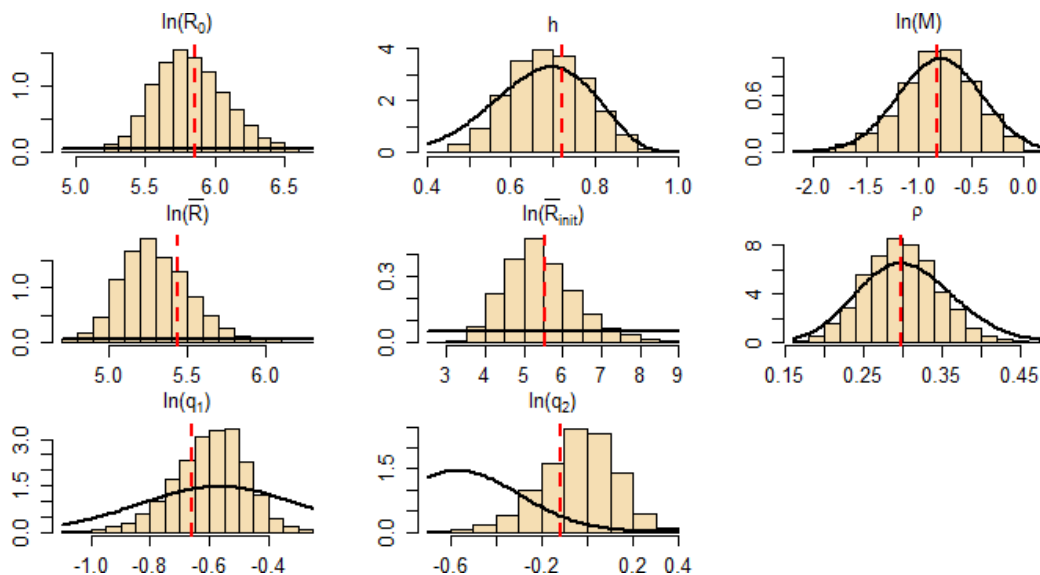 ln(R₀) h ln(M)
0.0 1.0
5.0 5.5 6.0 6.5
0 2 4
0.4 0.6 0.8 1.0
0.0 0.6
-2.0 -1.5 -1.0 -0.5 0.0
ln(R̅) ln(R̅init) ρ
0.0 1.0
5.0 5.5 6.0
0.0 0.3
3 4 5 6 7 8 9
0 4 8
0.15 0.25 0.35 0.45
ln(q₁) ln(q₂)
0.0 1.5 3.0
-1.0 -0.8 -0.6 -0.4
0.0 1.5
-0.6 -0.2 0.2 0.4